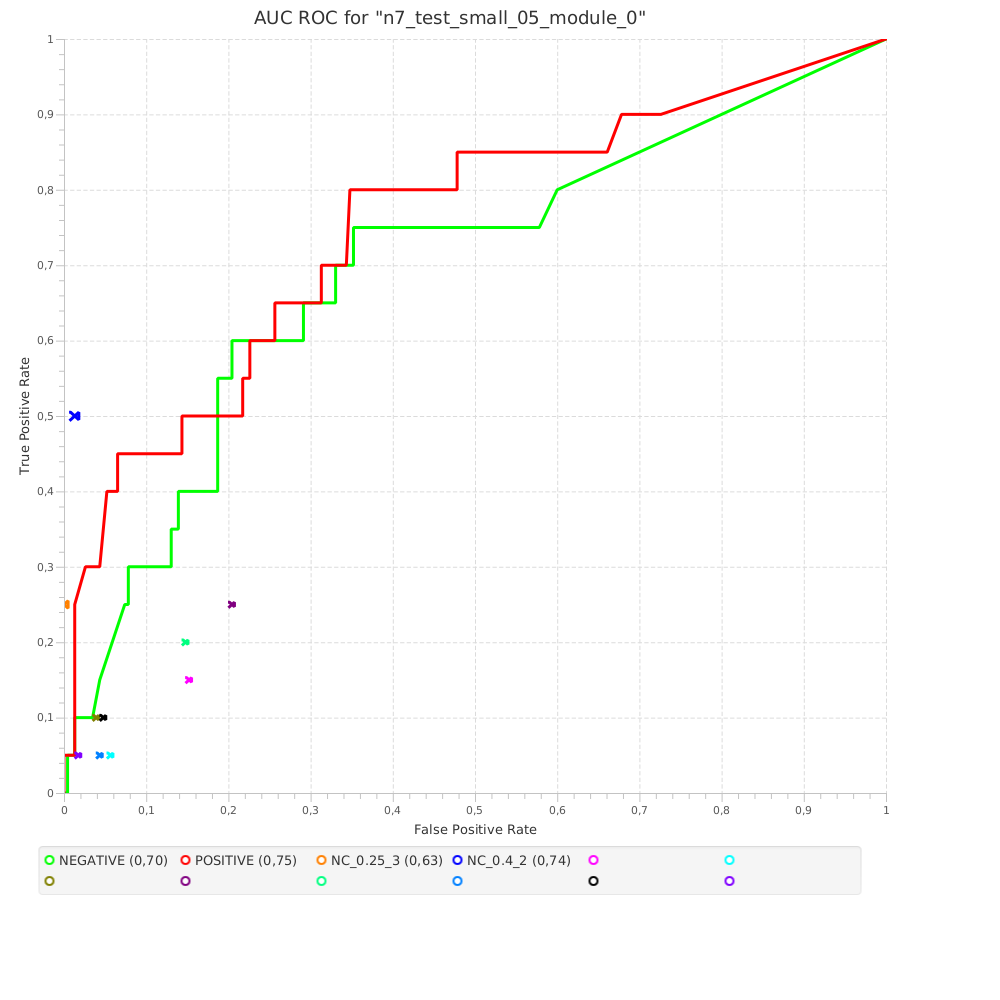 AUC ROC for "n7_test_small_05_module_0"
1
0,9
0,8
0,7
0,6
0,5
0,4
0,3
0,2
0,1
0
True Positive Rate
0 0,1 0,2 0,3 0,4 0,5 0,6 0,7 0,8 0,9 1
False Positive Rate
NEGATIVE (0,70) POSITIVE (0,75) NC_0.25_3 (0,63) NC_0.4_2 (0,74)